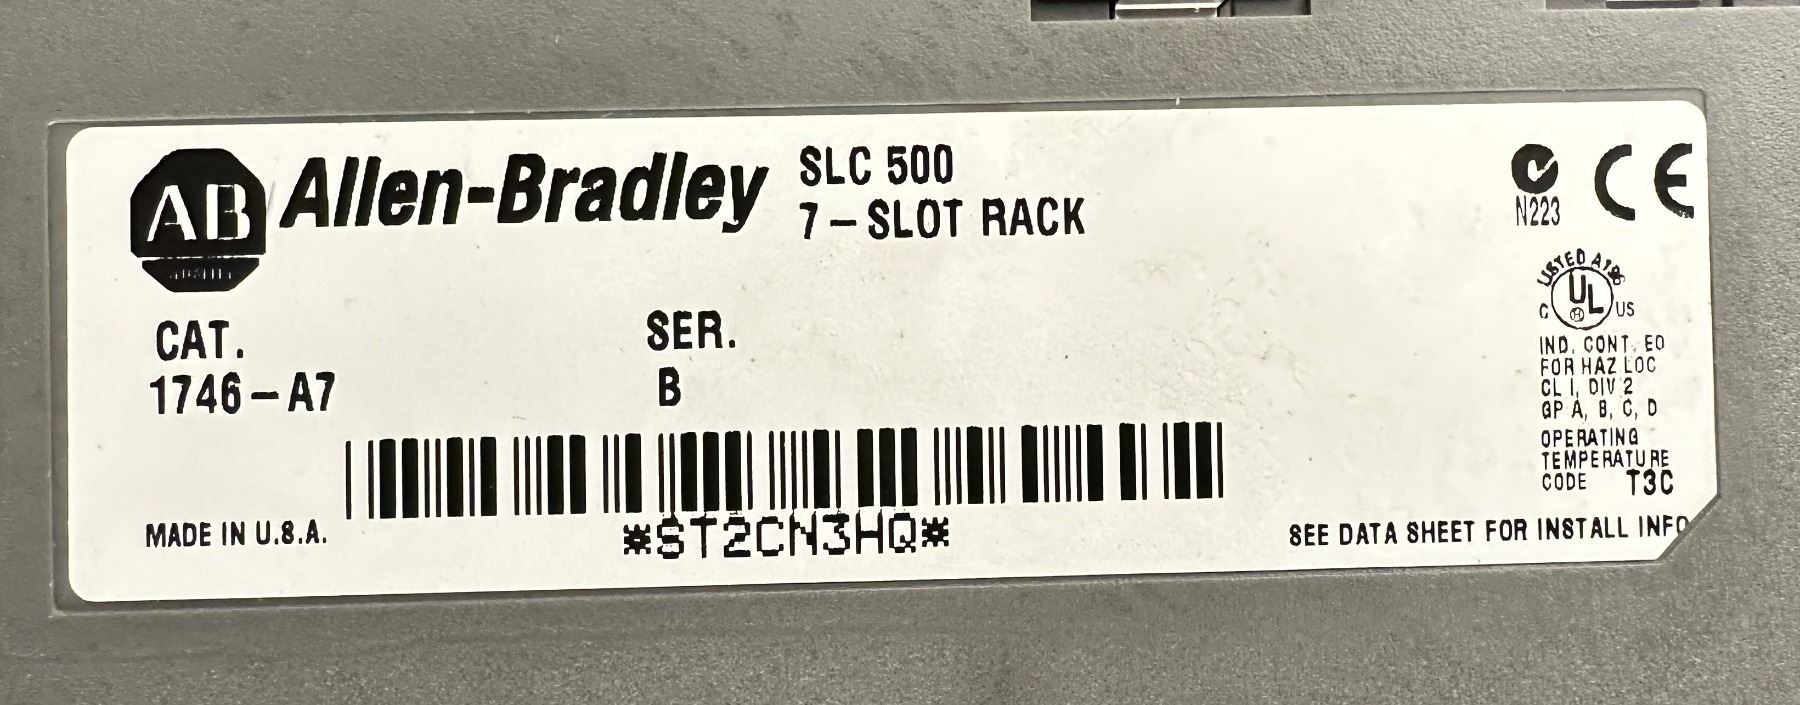 AB
Allen-Bradley
SLC 500
7-SLOT RACK
N223
CE
LISTED
UL
C US
CAT.
1746-A7
SER.
B
IND. CONT. EQ
FOR HAZ LOC
CL I, DIV 2
GP A, B, C, D
OPERATING
TEMPERATURE
CODE T3C
*ST2CN3HQ*
MADE IN U.S.A.
SEE DATA SHEET FOR INSTALL INFO